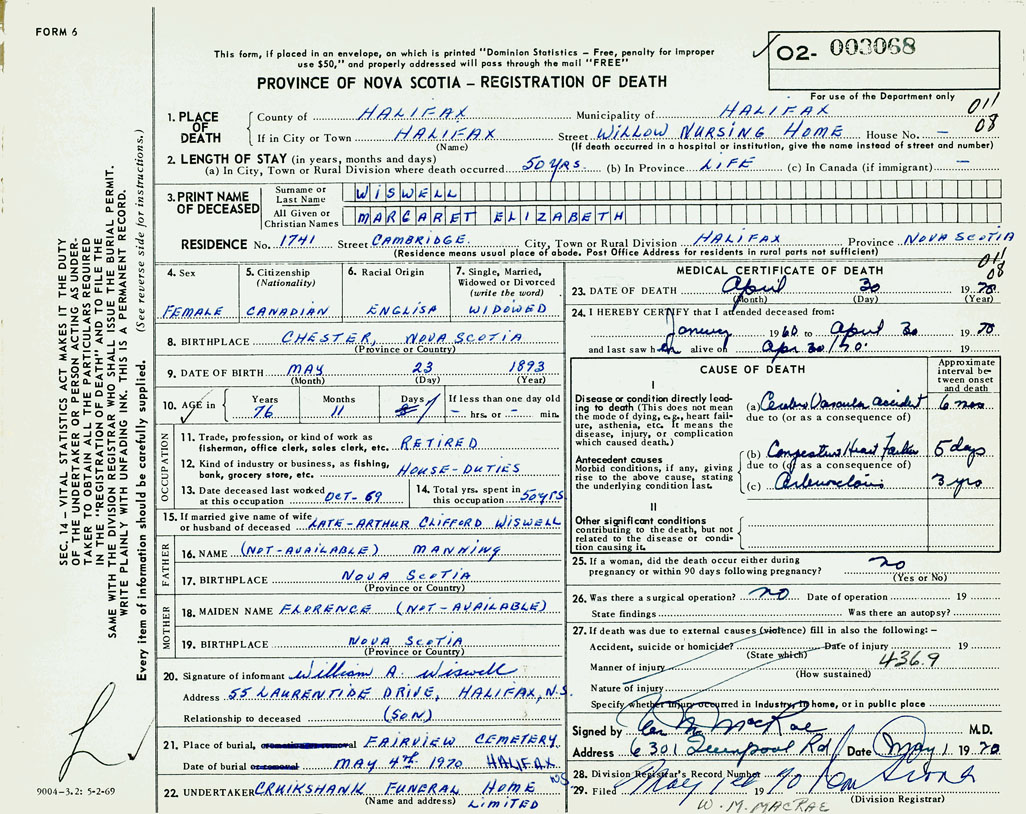 FORM 6
This form, if placed in an envelope, on which is printed "Dominion Statistics – Free, penalty for improper
use $50," and properly addressed will pass through the mail "FREE"
02- 003068
PROVINCE OF NOVA SCOTIA – REGISTRATION OF DEATH
For use of the Department only
011
08
1. PLACE OF DEATH
County of HALIFAX Municipality of HALIFAX
If in City or Town HALIFAX Street WILLOW NURSING HOME House No. –
(Name) (If death occurred in a hospital or institution, give the name instead of street and number)
2. LENGTH OF STAY (in years, months and days)
(a) In City, Town or Rural Division where death occurred 50 YRS. (b) In Province LIFE (c) In Canada (if immigrant) –
3. PRINT NAME OF DECEASED
Surname or Last Name WISWELL
All Given or Christian Names MARGARET ELIZABETH
RESIDENCE No. 1741 Street CAMBRIDGE. City, Town or Rural Division HALIFAX Province NOVA SCOTIA
(Residence means usual place of abode. Post Office Address for residents in rural parts not sufficient)
011
08
4. Sex
FEMALE
5. Citizenship
(Nationality)
CANADIAN
6. Racial Origin
ENGLISH
7. Single, Married,
Widowed or Divorced
(write the word)
WIDOWED
8. BIRTHPLACE CHESTER, NOVA SCOTIA
(Province or Country)
9. DATE OF BIRTH MAY 23 1893
(Month) (Day) (Year)
10. AGE in
Years Months Days If less than one day old
76 11 7 – hrs. or – min.
OCCUPATION
11. Trade, profession, or kind of work as
fisherman, office clerk, sales clerk, etc. RETIRED
12. Kind of industry or business, as fishing,
bank, grocery store, etc. HOUSE-DUTIES
13. Date deceased last worked
at this occupation OCT-69
14. Total yrs. spent in
this occupation 50 YRS
15. If married give name of wife
or husband of deceased LATE-ARTHUR CLIFFORD WISWELL
FATHER
16. NAME (NOT-AVAILABLE) MANNING
17. BIRTHPLACE NOVA SCOTIA
(Province or Country)
MOTHER
18. MAIDEN NAME FLORENCE (NOT-AVAILABLE)
19. BIRTHPLACE NOVA SCOTIA
(Province or Country)
20. Signature of informant William A. Wiswell
Address 55 LAURENTIDE DRIVE, HALIFAX, N.S.
Relationship to deceased (SON)
21. Place of burial, FAIRVIEW CEMETERY
Date of burial MAY 4th, 1970 HALIFAX NS
22. UNDERTAKER CRUIKSHANK FUNERAL HOME
(Name and address) LIMITED
MEDICAL CERTIFICATE OF DEATH
23. DATE OF DEATH April 30 1970
(Month) (Day) (Year)
24. I HEREBY CERTIFY that I attended deceased from:
January 1960 to April 30 1970
and last saw her alive on Apr 30/70. 19
CAUSE OF DEATH
Approximate
interval be-
tween onset
and death
I
Disease or condition directly lead-
ing to death (This does not mean
the mode of dying, e.g., heart fail-
ure, asthenia, etc. It means the
disease, injury, or complication
which caused death.)
(a) Cerebro Vascular accident 6 mos
due to (or as a consequence of)
Antecedent causes
Morbid conditions, if any, giving
rise to the above cause, stating
the underlying condition last.
(b) Congestive Heart Failure 5 days
due to (or as a consequence of)
(c) 3 yrs
II
Other significant conditions
contributing to the death, but not
related to the disease or condi-
tion causing it.
25. If a woman, did the death occur either during
pregnancy or within 90 days following pregnancy? no
(Yes or No)
26. Was there a surgical operation? no Date of operation 19
State findings Was there an autopsy?
27. If death was due to external causes (violence) fill in also the following:–
Accident, suicide or homicide? Date of injury 19
(State which)
436.9
Manner of injury
(How sustained)
Nature of injury
Specify whether injury occurred in industry, in home, or in public place
Signed by MacRae M.D.
Address 6301 Quinpool Rd Date May 1 1970
28. Division Registrar's Record Number
29. Filed May 1 1970
(Division Registrar)
W. M. MACRAE
SEC. 14 – VITAL STATISTICS ACT MAKES IT THE DUTY
OF THE UNDERTAKER OR PERSON ACTING AS UNDER-
TAKER TO OBTAIN ALL THE PARTICULARS REQUIRED
IN THE "REGISTRATION OF DEATH" AND TO FILE THE
SAME WITH THE DIVISION REGISTRAR WHO SHALL ISSUE THE BURIAL PERMIT.
WRITE PLAINLY WITH UNFADING INK. THIS IS A PERMANENT RECORD.
Every item of information should be carefully supplied. (See reverse side for instructions.)
9004-3.2: 5-2-69